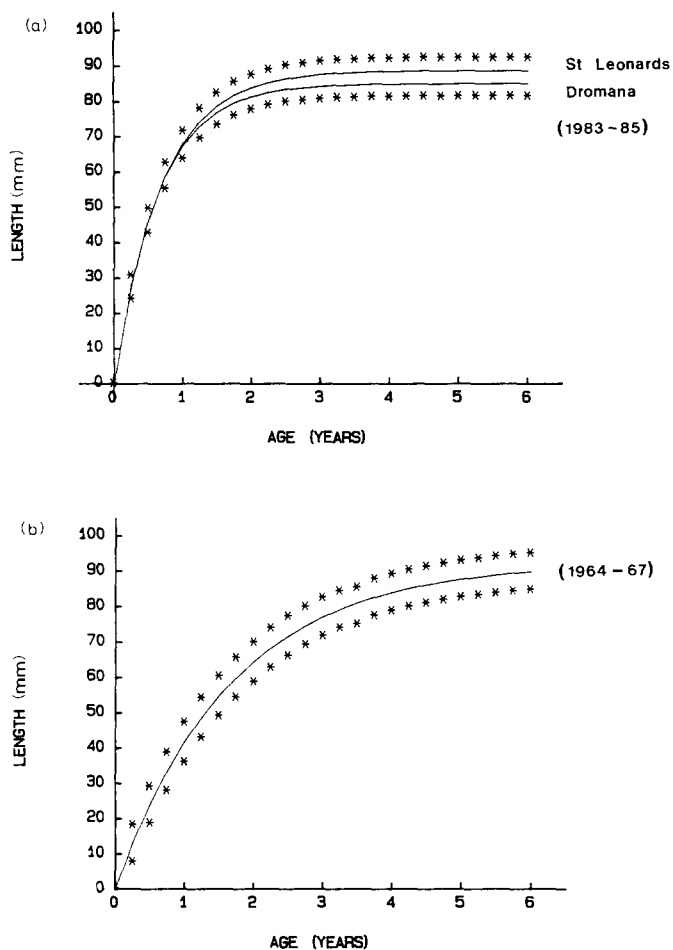 (a)
100
90
80
70
60
50
40
30
20
10
0
LENGTH (mm)
0 1 2 3 4 5 6
AGE (YEARS)
St Leonards
Dromana
(1983-85)
(b)
100
90
80
70
60
50
40
30
20
10
0
LENGTH (mm)
0 1 2 3 4 5 6
AGE (YEARS)
(1964-67)